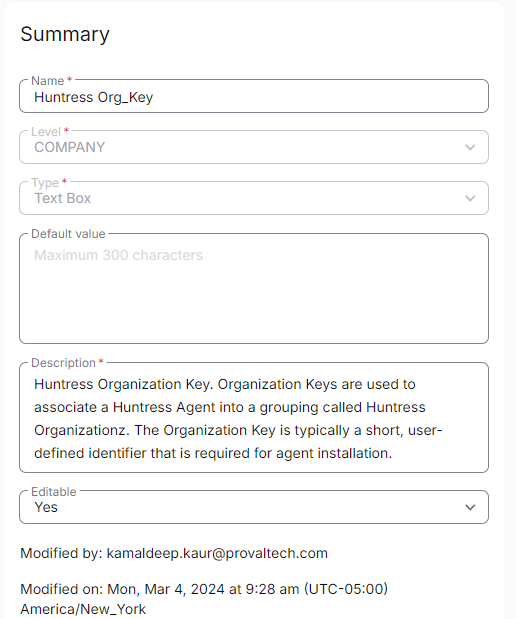 Summary
Name *
Huntress Org_Key
Level *
COMPANY
Type *
Text Box
Default value
Maximum 300 characters
Description *
Huntress Organization Key. Organization Keys are used to
associate a Huntress Agent into a grouping called Huntress
Organizationz. The Organization Key is typically a short, user-
defined identifier that is required for agent installation.
Editable
Yes
Modified by: kamaldeep.kaur@provaltech.com
Modified on: Mon, Mar 4, 2024 at 9:28 am (UTC-05:00)
America/New_York